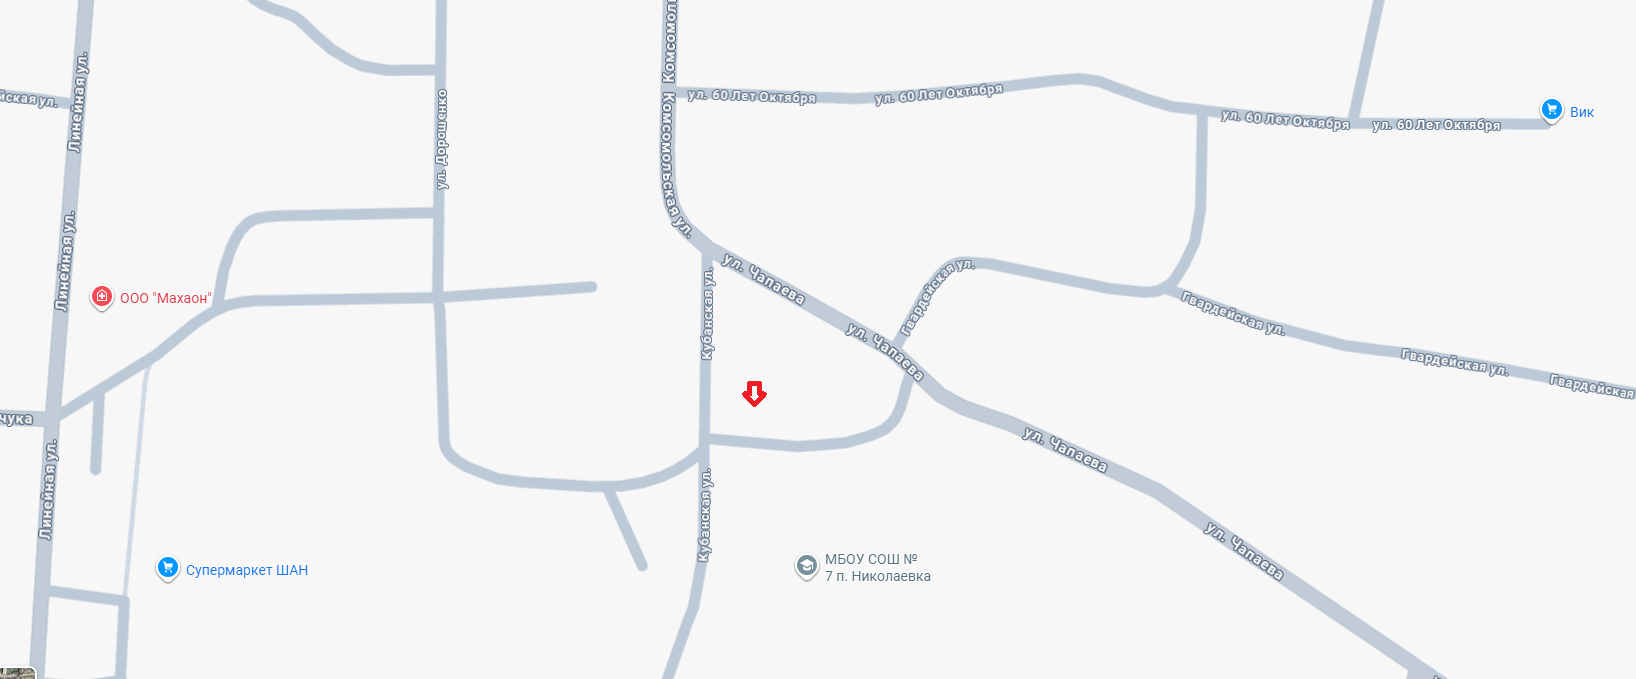 Комсомольская ул.
Линейная ул.
ул. 60 Лет Октября
ул. 60 Лет Октября
ул. Дорошенко
ул. 60 Лет Октября
ул. 60 Лет Октября
Вик
Линейная ул.
Кубанская ул.
ул. Чапаева
Гвардейская ул.
ООО "Махаон"
Гвардейская ул.
ул. Чапаева
Гвардейская ул.
Гвардейская
Линейная ул.
ул. Чапаева
Кубанская ул.
ул. Чапаева
МБОУ СОШ №
7 п. Николаевка
Супермаркет ШАН